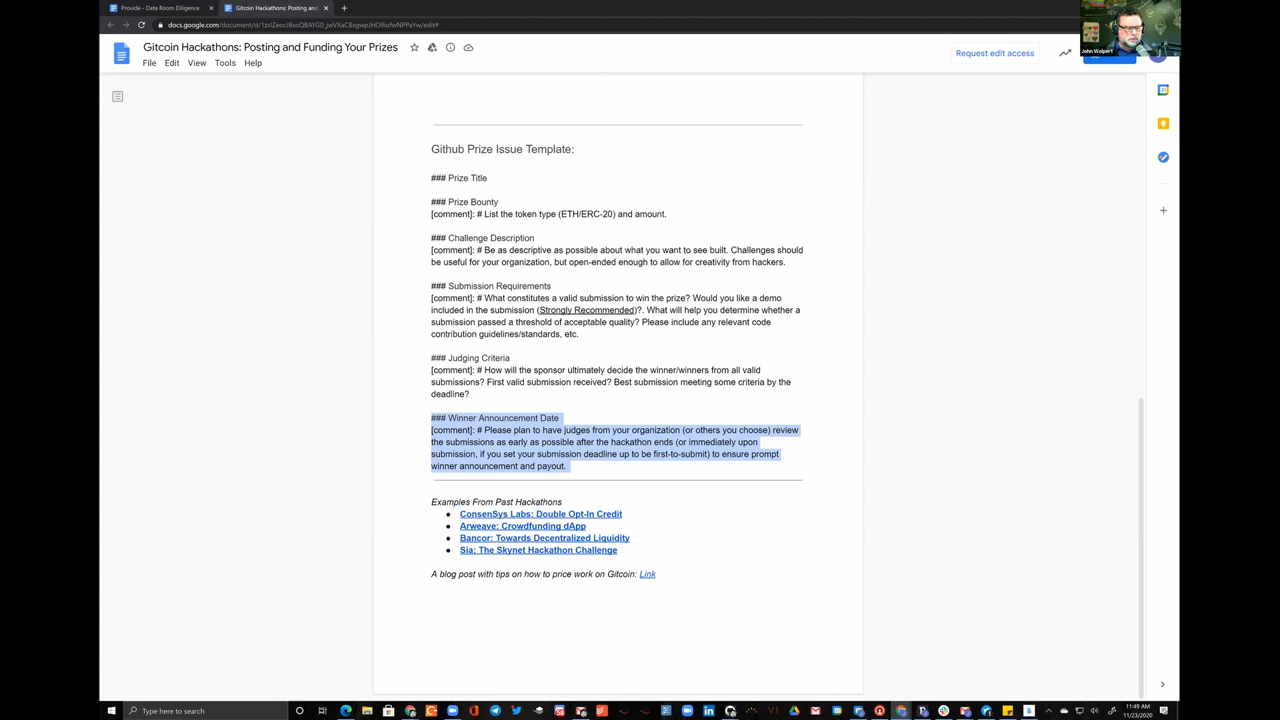 Provide - Data Room Diligence
Gitcoin Hackathons: Posting and
John Wolpert
Gitcoin Hackathons: Posting and Funding Your Prizes
Request edit access
File Edit View Tools Help
Github Prize Issue Template:
### Prize Title
### Prize Bounty
[comment]: # List the token type (ETH/ERC-20) and amount.
### Challenge Description
[comment]: # Be as descriptive as possible about what you want to see built. Challenges should
be useful for your organization, but open-ended enough to allow for creativity from hackers.
### Submission Requirements
[comment]: # What constitutes a valid submission to win the prize? Would you like a demo
included in the submission (Strongly Recommended)?. What will help you determine whether a
submission passed a threshold of acceptable quality? Please include any relevant code
contribution guidelines/standards, etc.
### Judging Criteria
[comment]: # How will the sponsor ultimately decide the winner/winners from all valid
submissions? First valid submission received? Best submission meeting some criteria by the
deadline?
### Winner Announcement Date
[comment]: # Please plan to have judges from your organization (or others you choose) review
the submissions as early as possible after the hackathon ends (or immediately upon
submission, if you set your submission deadline up to be first-to-submit) to ensure prompt
winner announcement and payout.
Examples From Past Hackathons
● ConsenSys Labs: Double Opt-In Credit
● Arweave: Crowdfunding dApp
● Bancor: Towards Decentralized Liquidity
● Sia: The Skynet Hackathon Challenge
A blog post with tips on how to price work on Gitcoin: Link
Type here to search
11:49 AM
11/23/2020